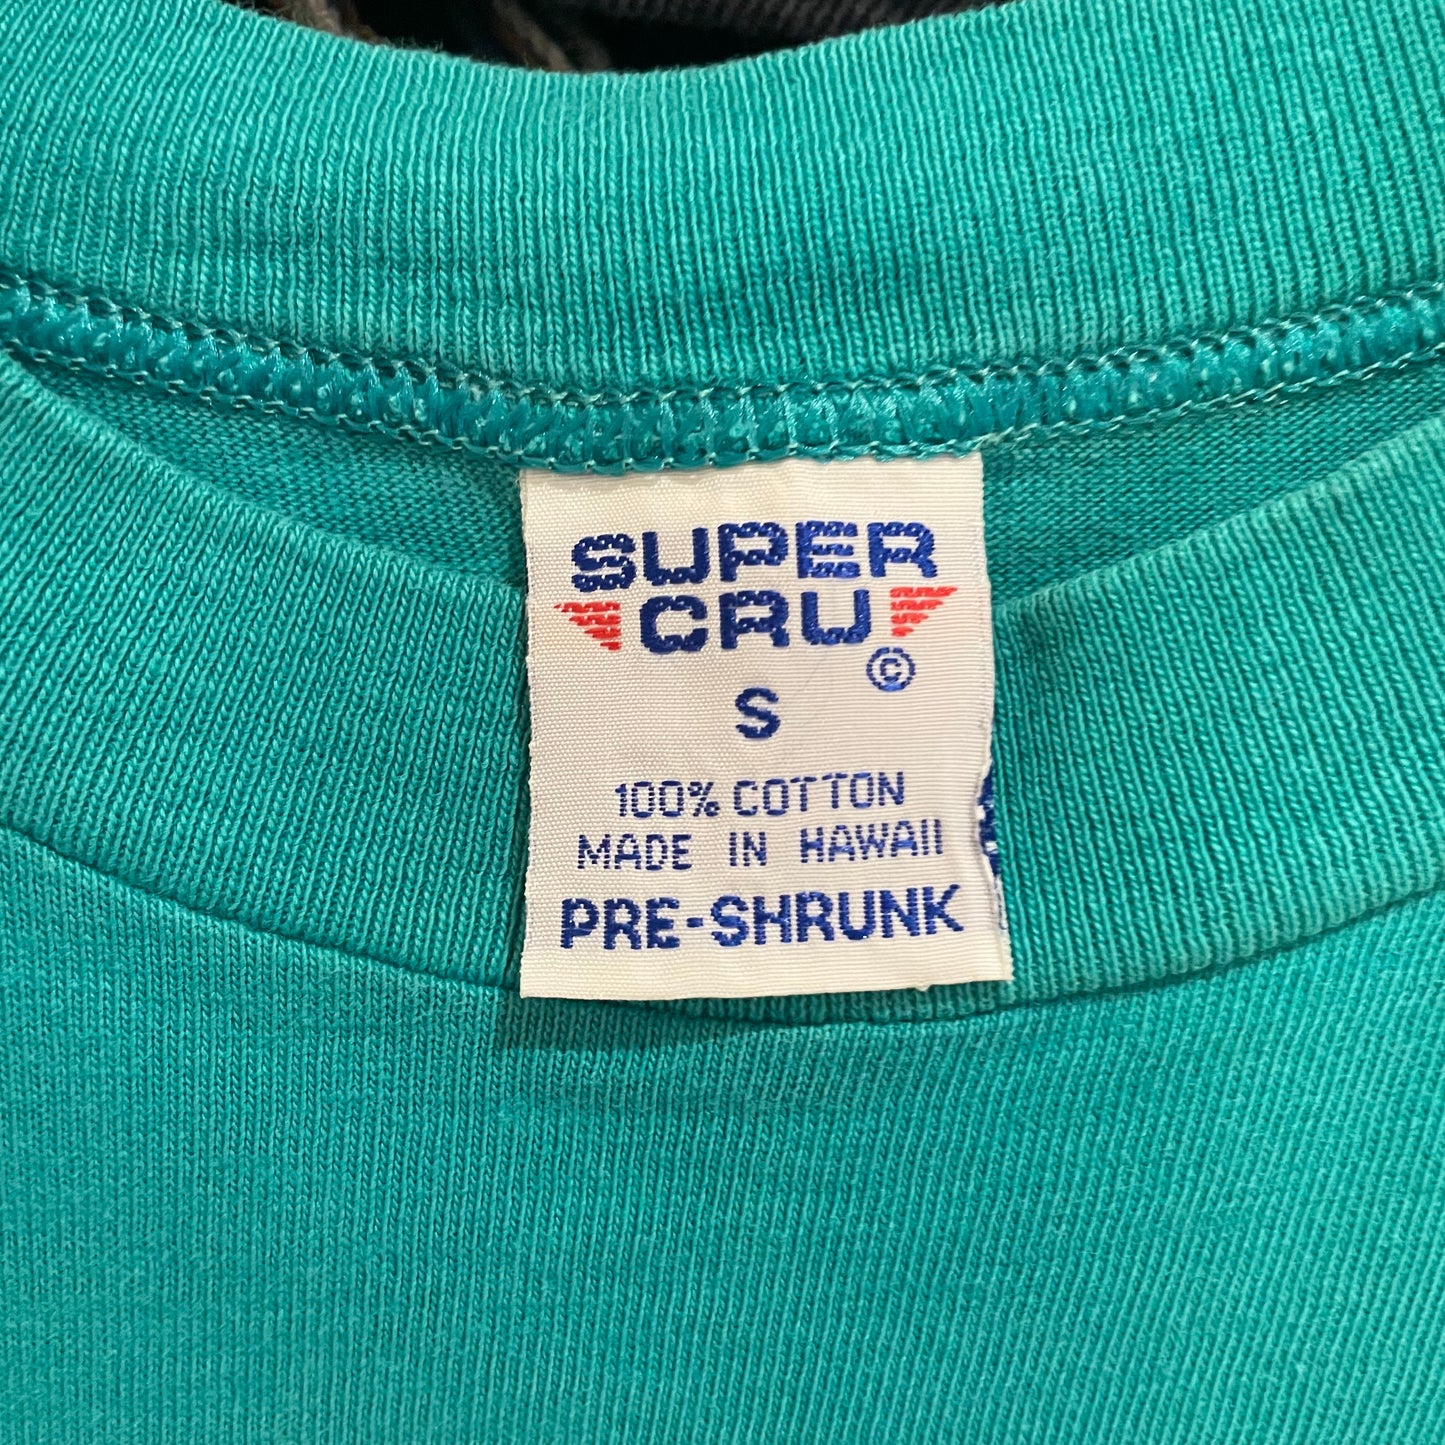 SUPER
CRU
©
S
100% COTTON
MADE IN HAWAII
PRE-SHRUNK